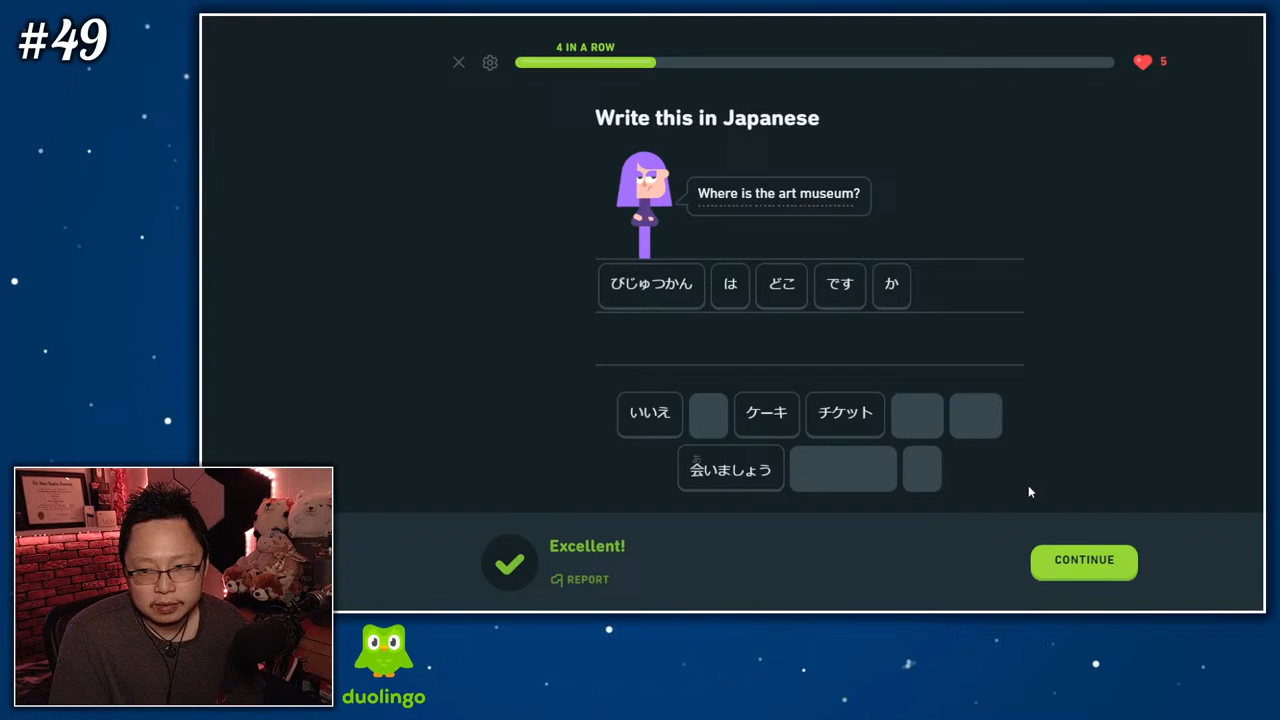 #49
4 IN A ROW
5
Write this in Japanese
Where is the art museum?
びじゅつかん は どこ です か
いいえ ケーキ チケット
あ
会いましょう
Excellent!
REPORT
CONTINUE
duolingo